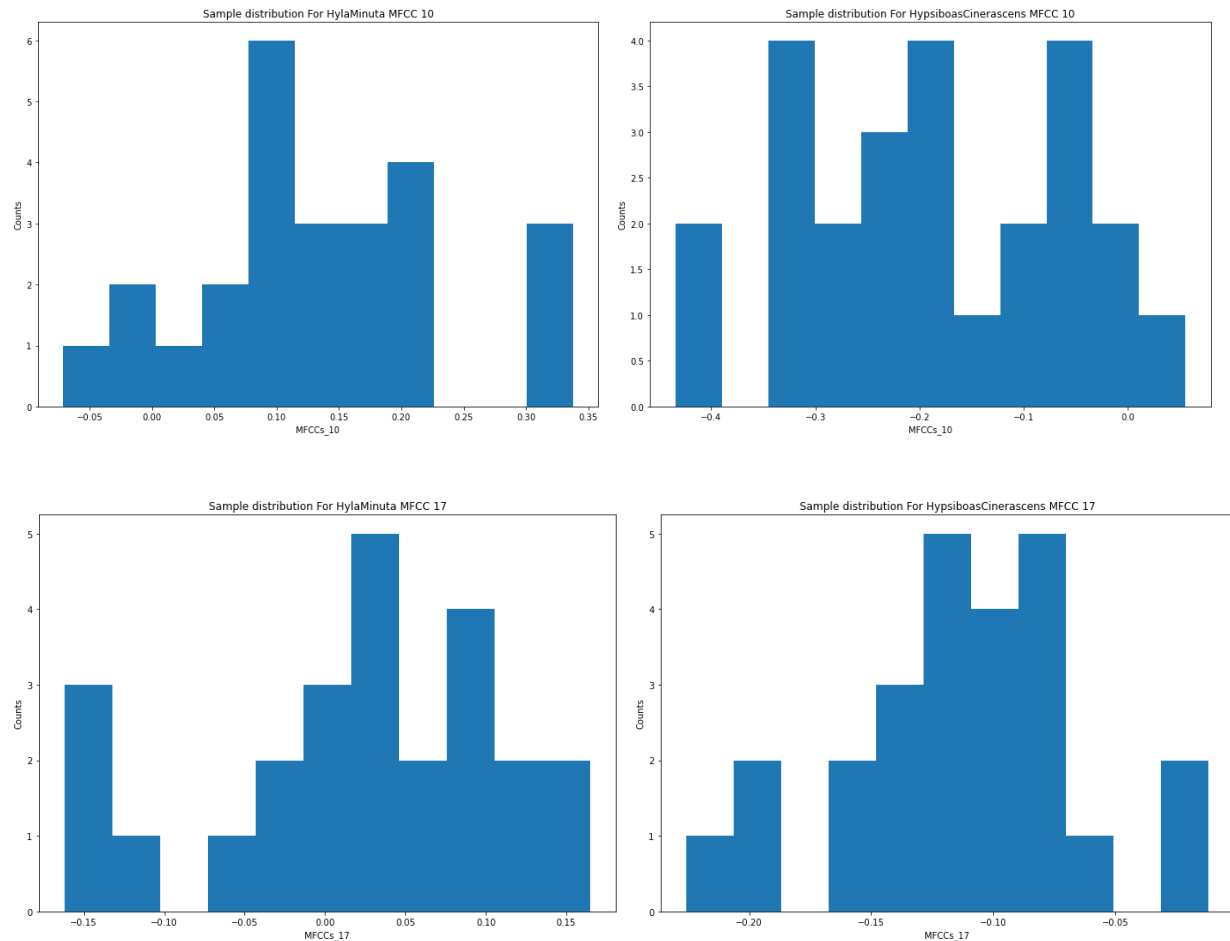 Sample distribution For HylaMinuta MFCC 10
6
5
4
3
2
1
0
Counts
−0.05 0.00 0.05 0.10 0.15 0.20 0.25 0.30 0.35
MFCCs_10
Sample distribution For HypsiboasCinerascens MFCC 10
4.0
3.5
3.0
2.5
2.0
1.5
1.0
0.5
0.0
Counts
−0.4 −0.3 −0.2 −0.1 0.0
MFCCs_10
Sample distribution For HylaMinuta MFCC 17
5
4
3
2
1
0
Counts
−0.15 −0.10 −0.05 0.00 0.05 0.10 0.15
MFCCs_17
Sample distribution For HypsiboasCinerascens MFCC 17
5
4
3
2
1
0
Counts
−0.20 −0.15 −0.10 −0.05
MFCCs_17